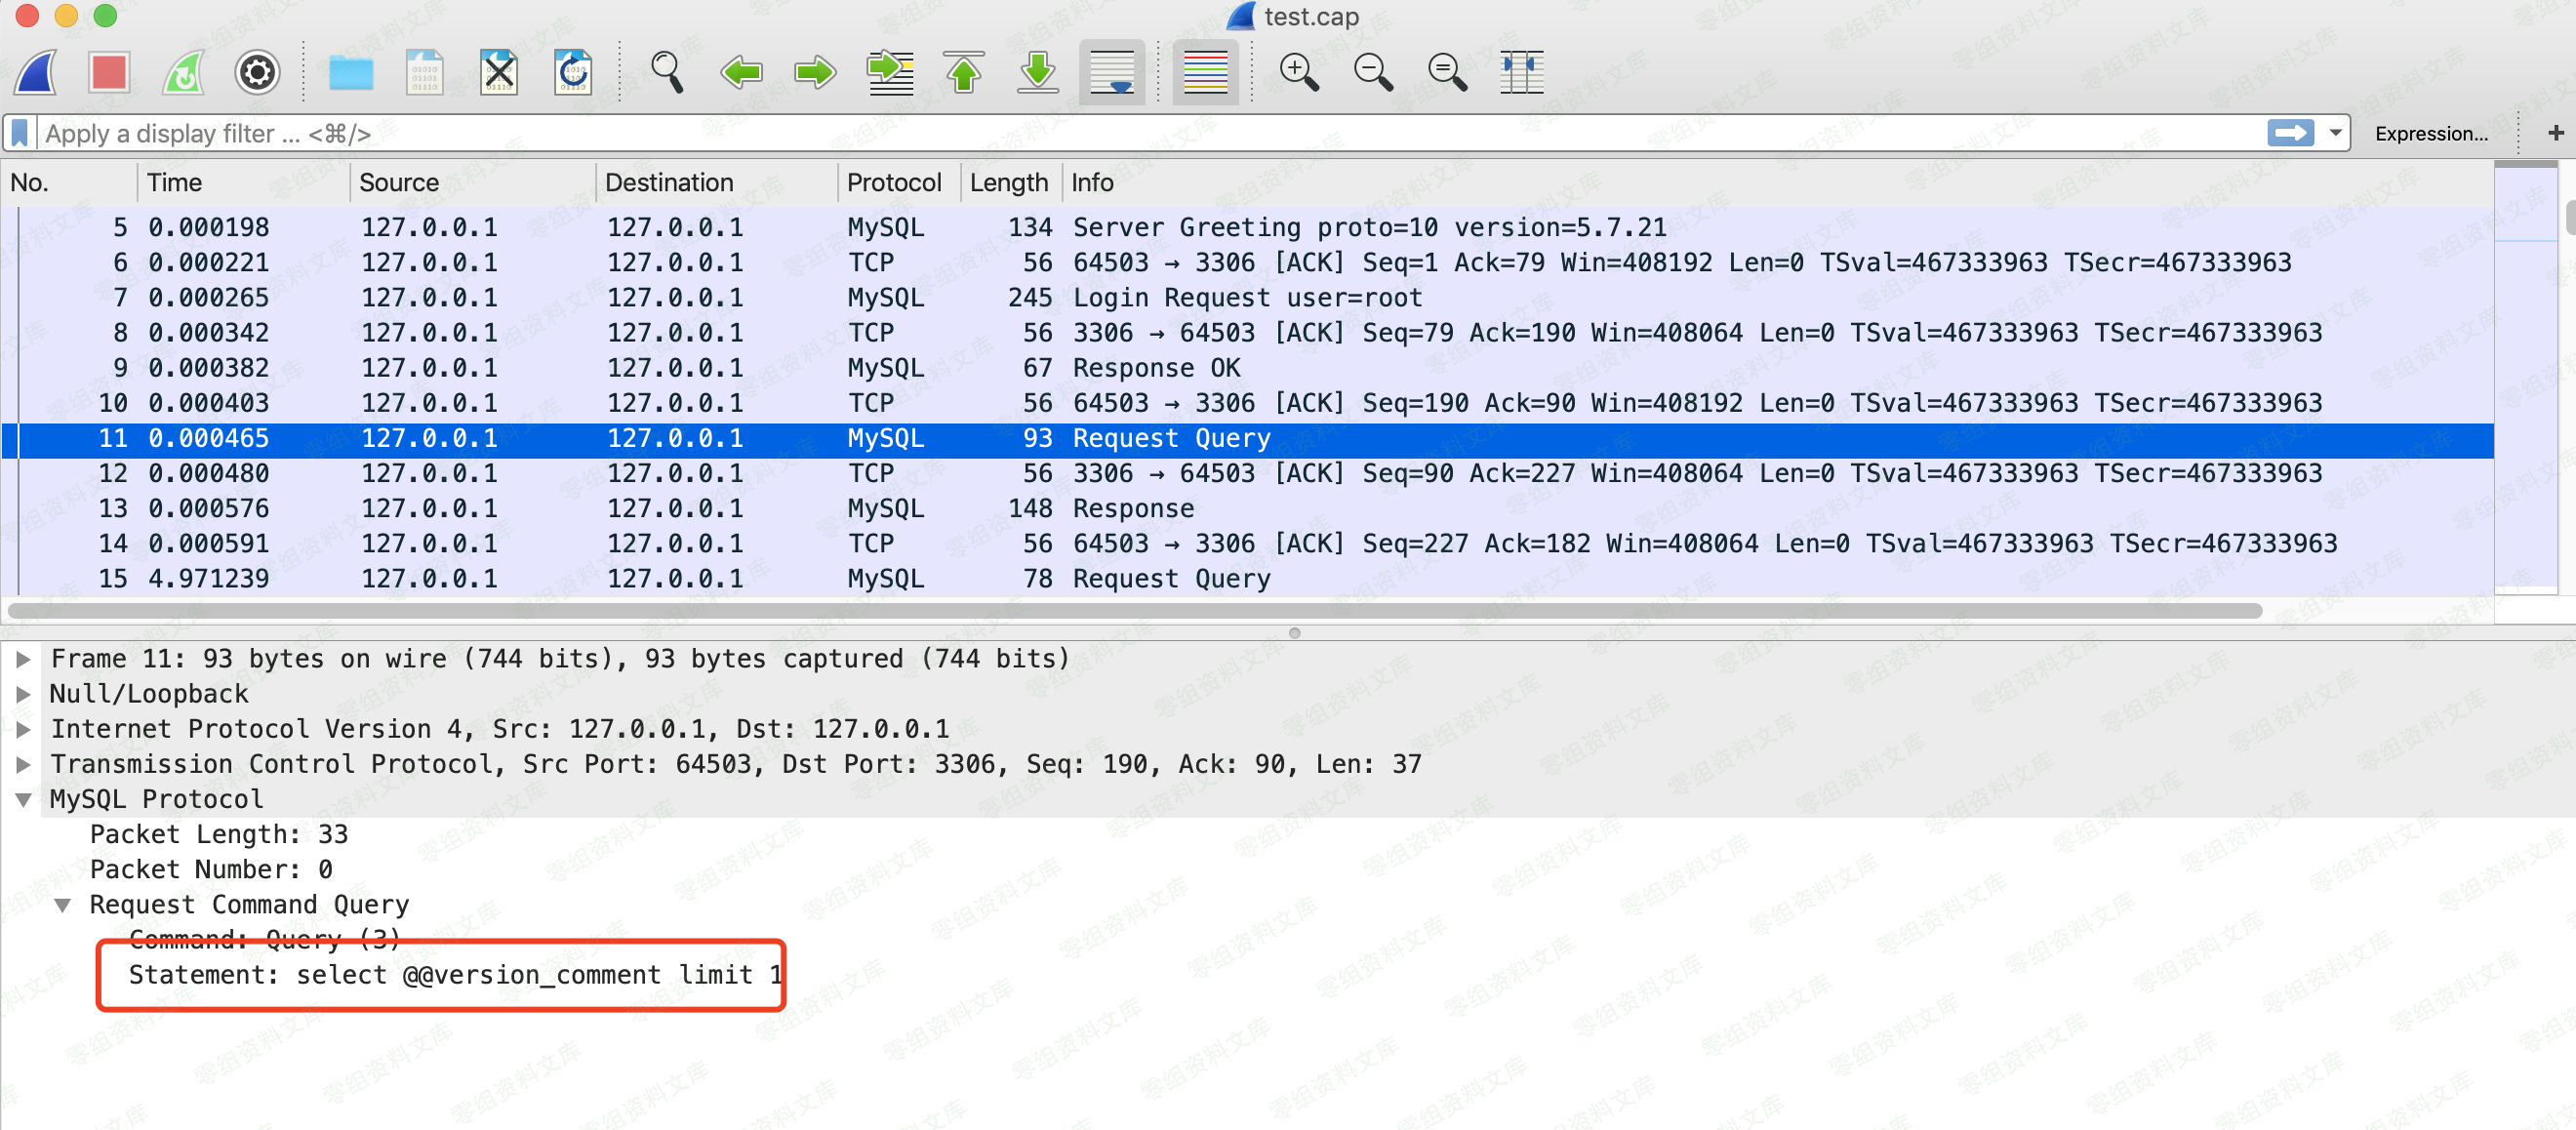 test.cap
Apply a display filter ... <⌘/>
Expression...
+
No. Time Source Destination Protocol Length Info
5 0.000198 127.0.0.1 127.0.0.1 MySQL 134 Server Greeting proto=10 version=5.7.21
6 0.000221 127.0.0.1 127.0.0.1 TCP 56 64503 → 3306 [ACK] Seq=1 Ack=79 Win=408192 Len=0 TSval=467333963 TSecr=467333963
7 0.000265 127.0.0.1 127.0.0.1 MySQL 245 Login Request user=root
8 0.000342 127.0.0.1 127.0.0.1 TCP 56 3306 → 64503 [ACK] Seq=79 Ack=190 Win=408064 Len=0 TSval=467333963 TSecr=467333963
9 0.000382 127.0.0.1 127.0.0.1 MySQL 67 Response OK
10 0.000403 127.0.0.1 127.0.0.1 TCP 56 64503 → 3306 [ACK] Seq=190 Ack=90 Win=408192 Len=0 TSval=467333963 TSecr=467333963
11 0.000465 127.0.0.1 127.0.0.1 MySQL 93 Request Query
12 0.000480 127.0.0.1 127.0.0.1 TCP 56 3306 → 64503 [ACK] Seq=90 Ack=227 Win=408064 Len=0 TSval=467333963 TSecr=467333963
13 0.000576 127.0.0.1 127.0.0.1 MySQL 148 Response
14 0.000591 127.0.0.1 127.0.0.1 TCP 56 64503 → 3306 [ACK] Seq=227 Ack=182 Win=408064 Len=0 TSval=467333963 TSecr=467333963
15 4.971239 127.0.0.1 127.0.0.1 MySQL 78 Request Query
Frame 11: 93 bytes on wire (744 bits), 93 bytes captured (744 bits)
Null/Loopback
Internet Protocol Version 4, Src: 127.0.0.1, Dst: 127.0.0.1
Transmission Control Protocol, Src Port: 64503, Dst Port: 3306, Seq: 190, Ack: 90, Len: 37
MySQL Protocol
Packet Length: 33
Packet Number: 0
Request Command Query
Command: Query (3)
Statement: select @@version_comment limit 1
零组资料文库